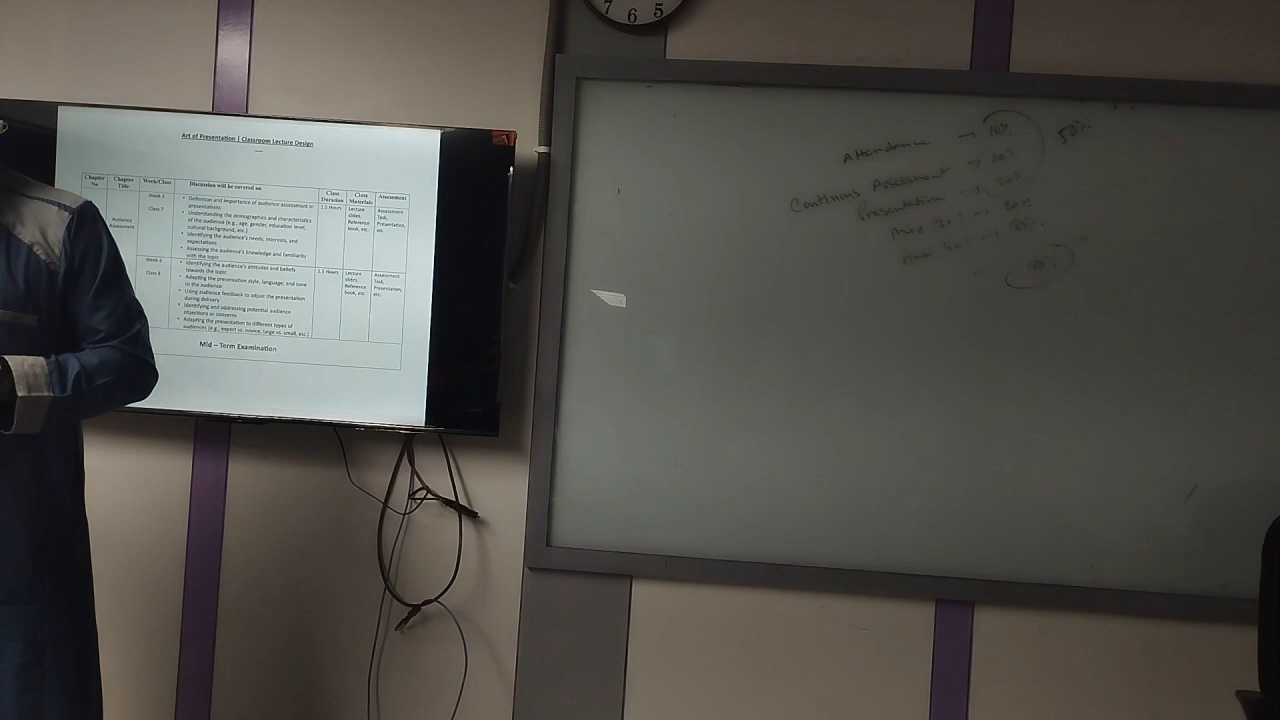 7 6 5
Art of Presentation | Classroom Lecture Design
Chapter No
Chapter Title
Week/Class
Discussion will be covered on
Class Duration
Class Materials
Assessment
Audience Assessment
Week 4
Class 7
• Definition and importance of audience assessment in
presentations
• Understanding the demographics and characteristics
of the audience (e.g., age, gender, education level,
cultural background, etc.)
• Identifying the audience's needs, interests, and
expectations
• Assessing the audience's knowledge and familiarity
with the topic
1.5 Hours
Lecture
slides,
Reference
book, etc.
Assessment
Task,
Presentation,
etc.
Week 4
Class 8
• Identifying the audience's attitudes and beliefs
towards the topic
• Adapting the presentation style, language, and tone
to the audience
• Using audience feedback to adjust the presentation
during delivery
• Identifying and addressing potential audience
objections or concerns
• Adapting the presentation to different types of
audiences (e.g., expert vs. novice, large vs. small, etc.)
1.5 Hours
Lecture
slides,
Reference
book, etc.
Assessment
Task,
Presentation,
etc.
Mid – Term Examination
Attendance → 10% 50%
Continous Assessment → 20%
Presentation → 20%
Mid → 20%